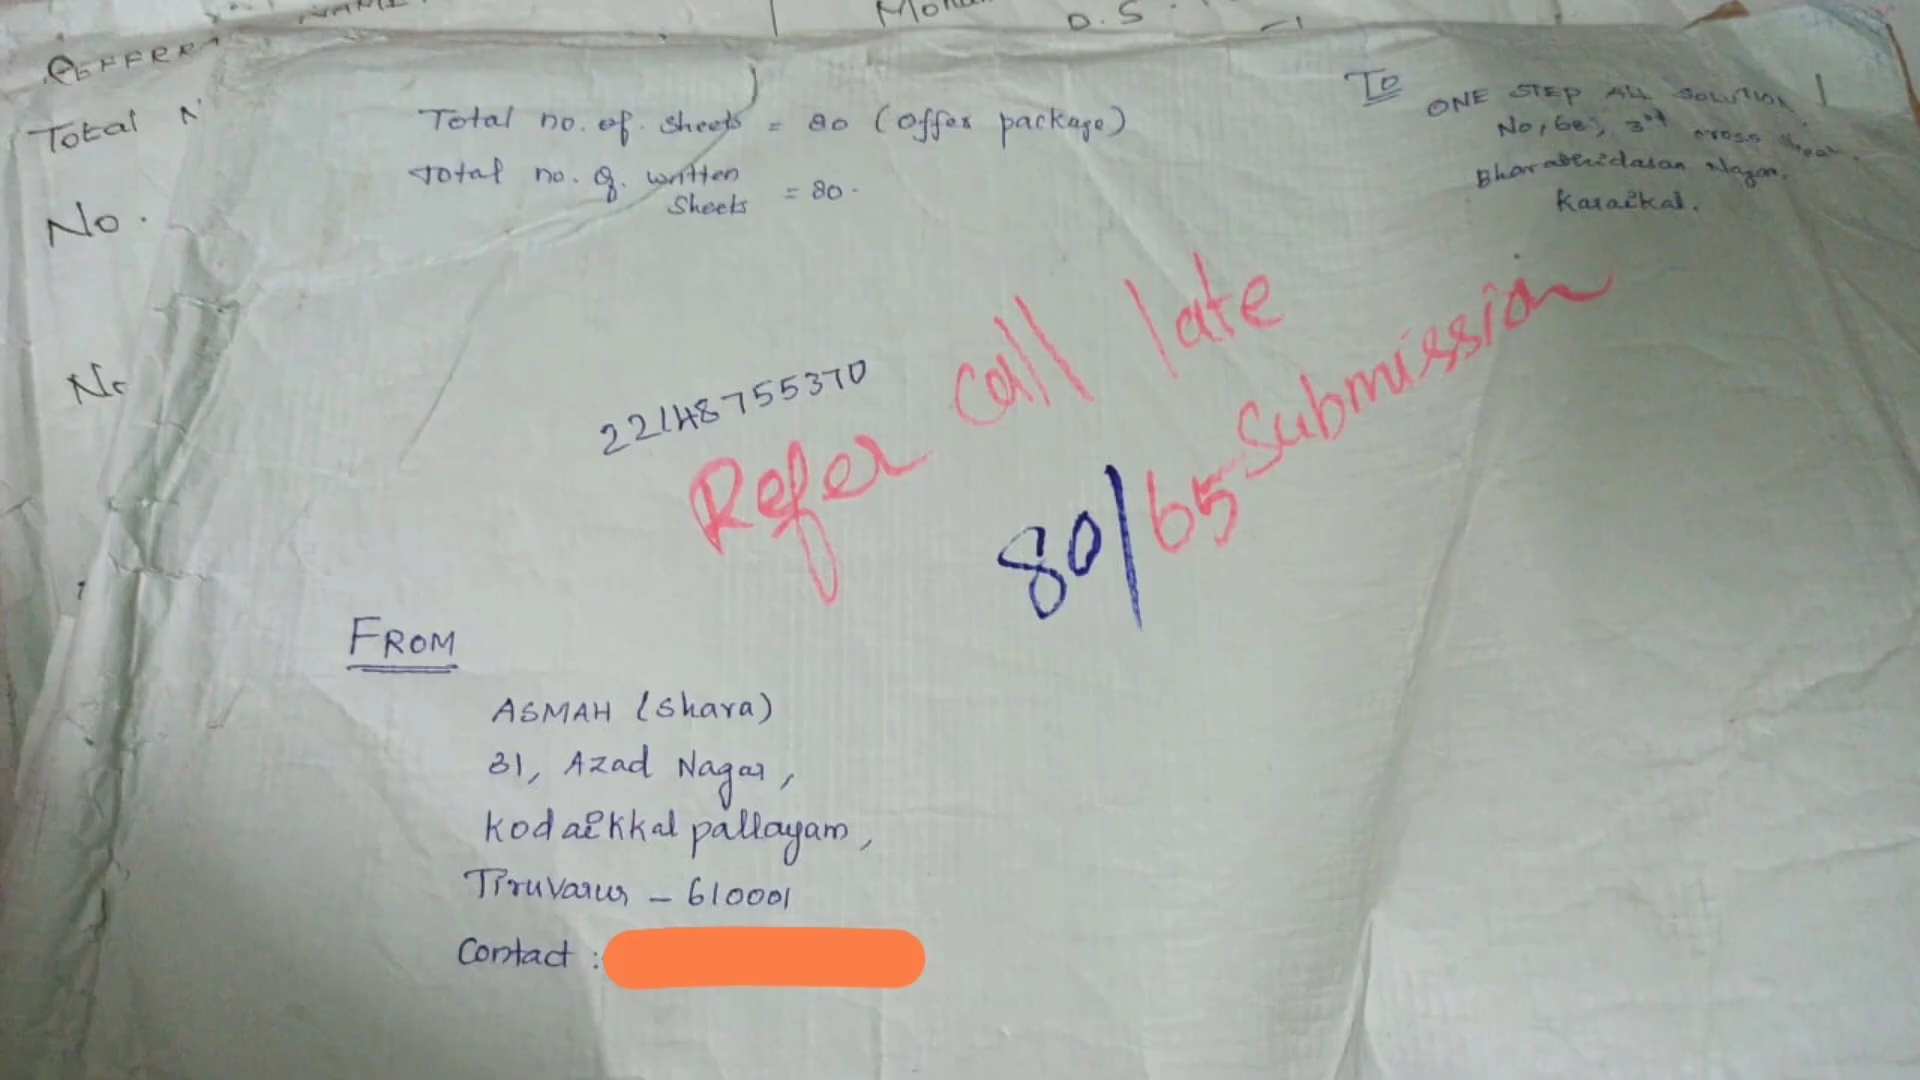 NAME
D.S.
Total
No.
Total no. of. Sheets = 80 (Offer package)
Total no. of. written
Sheets = 80.
To
ONE STEP ALL SOLUTION.
No, 68, 3rd cross
Bharathidasan Nagar,
Karaikal.
22148755370
Refer call late
80/65 Submission
FROM
ASMAH (Shara)
31, Azad Nagar,
Kodaikkal pallayam,
Tiruvarur - 610001
Contact :